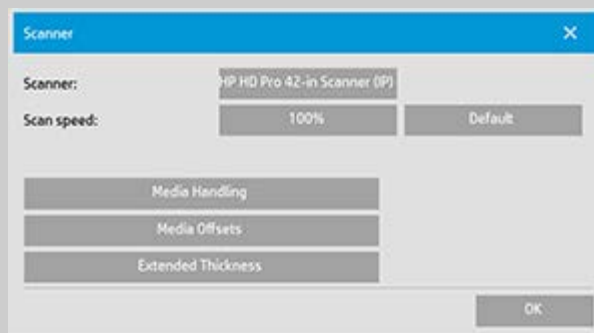 Scanner
Scanner: HP HD Pro 42-in Scanner (IP)
Scan speed: 100% Default
Media Handling
Media Offsets
Extended Thickness
OK